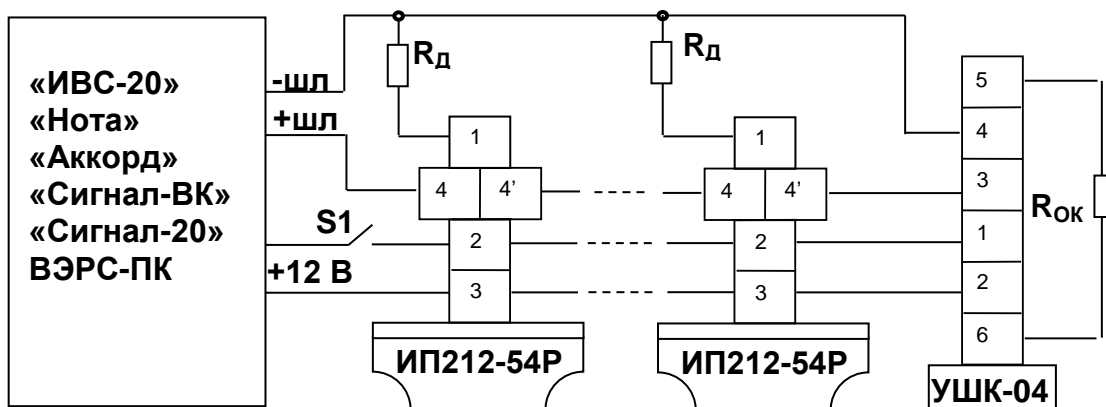 «ИВС-20»
«Нота»
«Аккорд»
«Сигнал-ВК»
«Сигнал-20»
ВЭРС-ПК
-шл
+шл
S1
+12 В
RД
1
4 4’
2
3
ИП212-54Р
RД
1
4 4’
2
3
ИП212-54Р
5
4
3
1
2
6
RОК
УШК-04